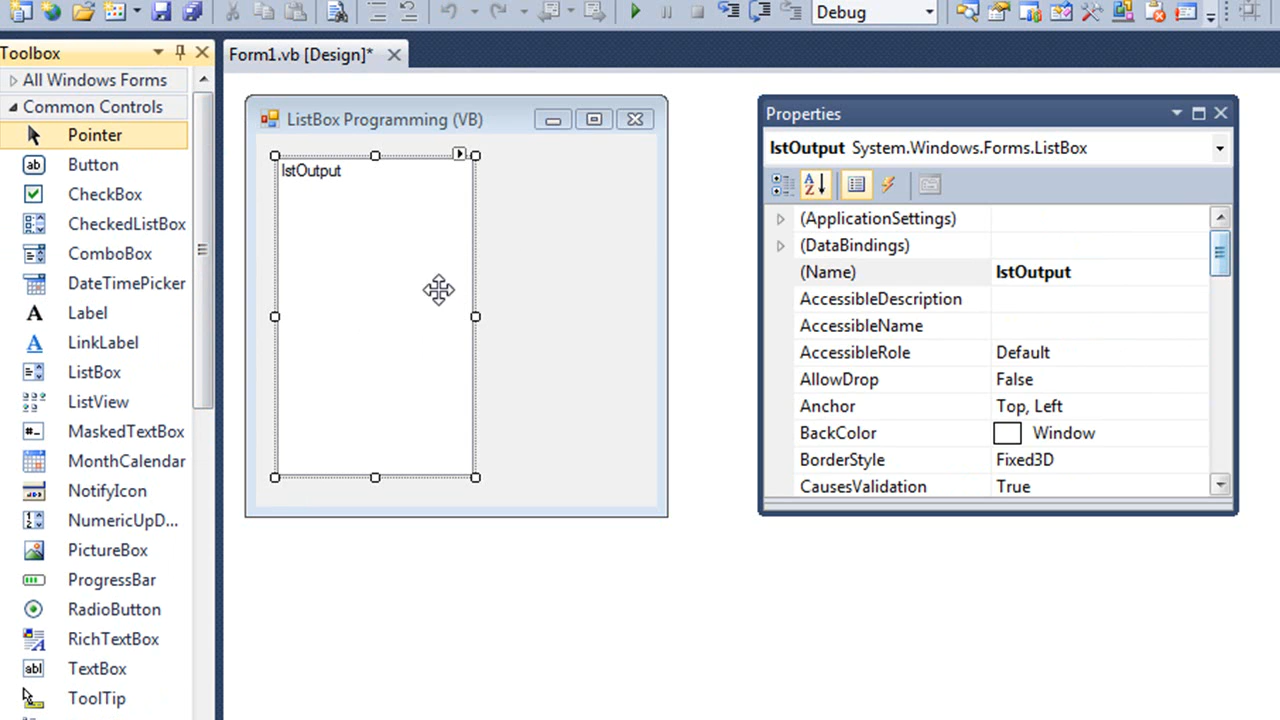 Debug
Toolbox
Form1.vb [Design]*
All Windows Forms
Common Controls
Pointer
Button
CheckBox
CheckedListBox
ComboBox
DateTimePicker
Label
LinkLabel
ListBox
ListView
MaskedTextBox
MonthCalendar
NotifyIcon
NumericUpD...
PictureBox
ProgressBar
RadioButton
RichTextBox
TextBox
ToolTip
ListBox Programming (VB)
lstOutput
Properties
lstOutput System.Windows.Forms.ListBox
(ApplicationSettings)
(DataBindings)
(Name) lstOutput
AccessibleDescription
AccessibleName
AccessibleRole Default
AllowDrop False
Anchor Top, Left
BackColor Window
BorderStyle Fixed3D
CausesValidation True